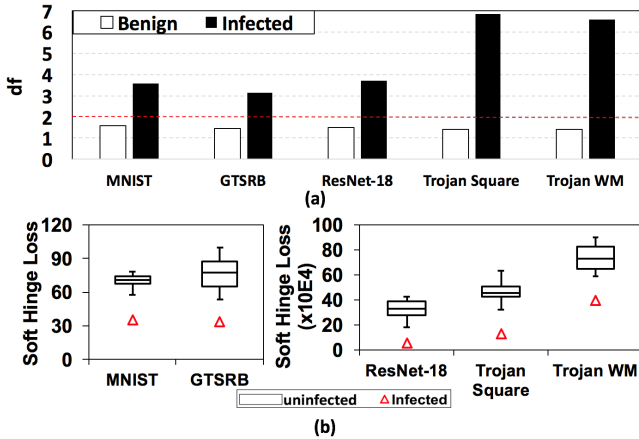 7
6
5
4
3
2
1
0
df
Benign Infected
MNIST GTSRB ResNet-18 Trojan Square Trojan WM
(a)
120
90
60
30
0
Soft Hinge Loss
MNIST GTSRB
100
80
60
40
20
0
Soft Hinge Loss
(x10E4)
ResNet-18 Trojan Trojan WM
Square
uninfected Infected
(b)